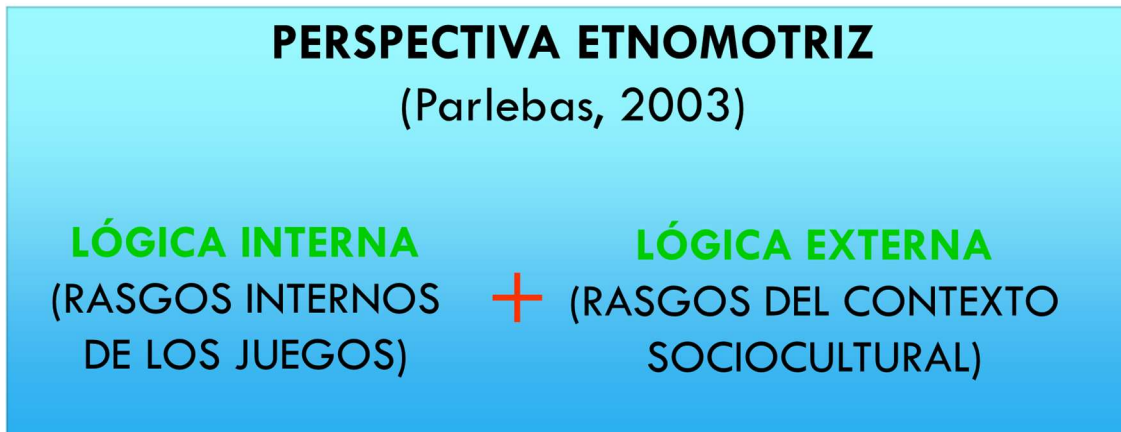 PERSPECTIVA ETNOMOTRIZ
(Parlebas, 2003)
LÓGICA INTERNA
(RASGOS INTERNOS
DE LOS JUEGOS)
+
LÓGICA EXTERNA
(RASGOS DEL CONTEXTO
SOCIOCULTURAL)